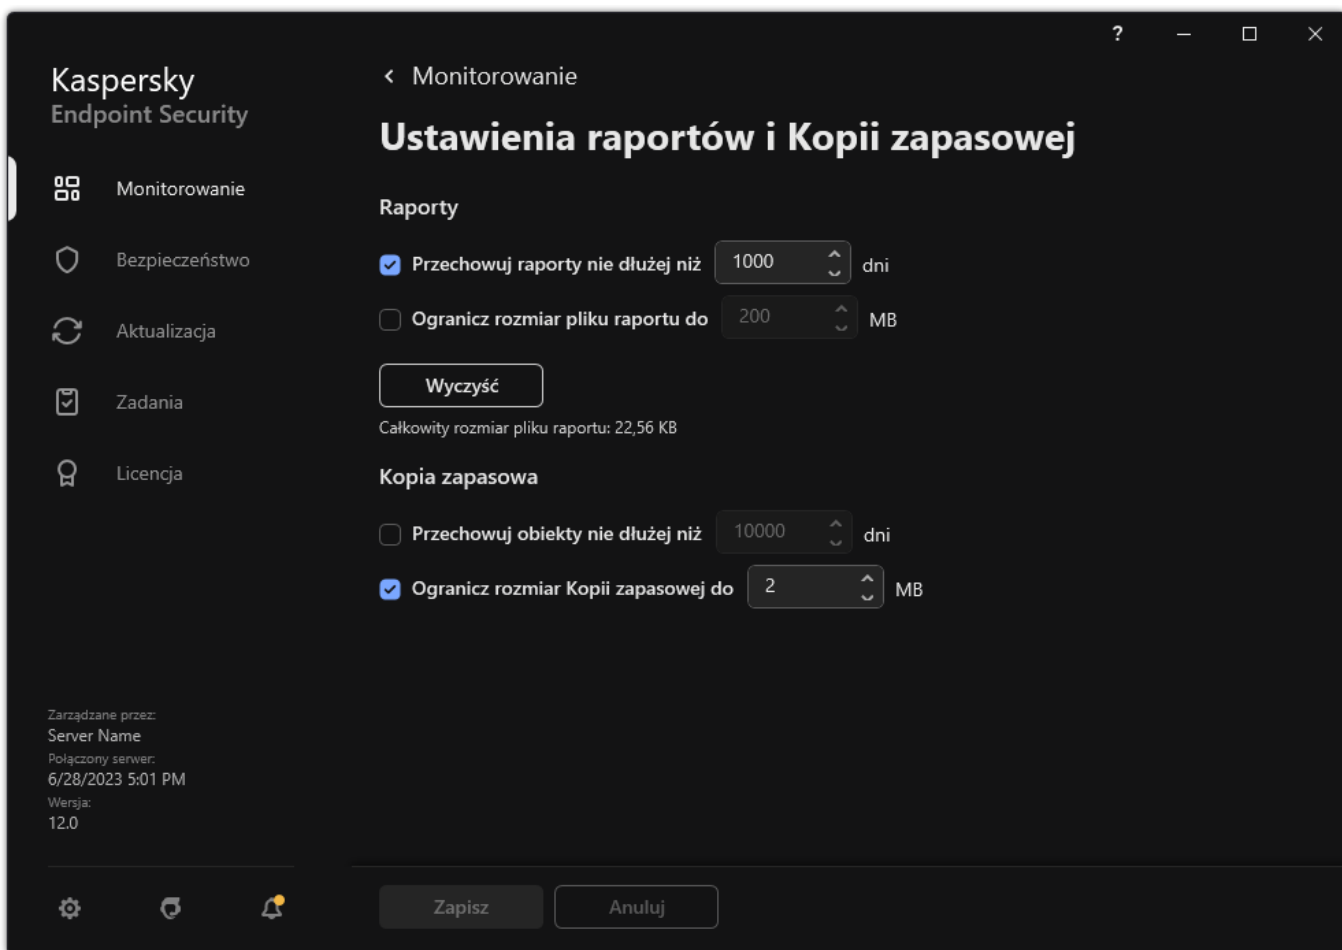 ?
Kaspersky
Endpoint Security
Monitorowanie
Bezpieczeństwo
Aktualizacja
Zadania
Licencja
Zarządzane przez:
Server Name
Połączony serwer:
6/28/2023 5:01 PM
Wersja:
12.0
Monitorowanie
Ustawienia raportów i Kopii zapasowej
Raporty
Przechowuj raporty nie dłużej niż 1000 dni
Ogranicz rozmiar pliku raportu do 200 MB
Wyczyść
Całkowity rozmiar pliku raportu: 22,56 KB
Kopia zapasowa
Przechowuj obiekty nie dłużej niż 10000 dni
Ogranicz rozmiar Kopii zapasowej do 2 MB
Zapisz Anuluj